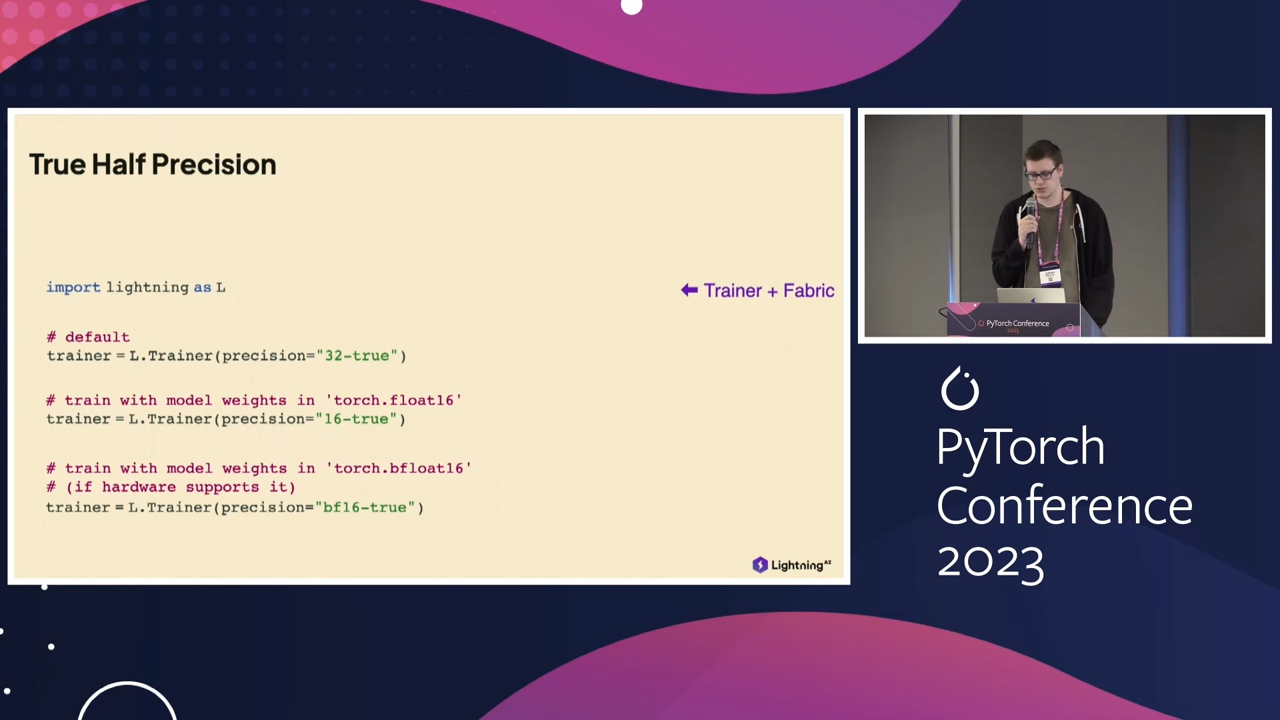 True Half Precision
import lightning as L
⬅ Trainer + Fabric
# default
trainer = L.Trainer(precision="32-true")
# train with model weights in 'torch.float16'
trainer = L.Trainer(precision="16-true")
# train with model weights in 'torch.bfloat16'
# (if hardware supports it)
trainer = L.Trainer(precision="bf16-true")
Lightning AI
PyTorch Conference
2023
PyTorch
Conference
2023